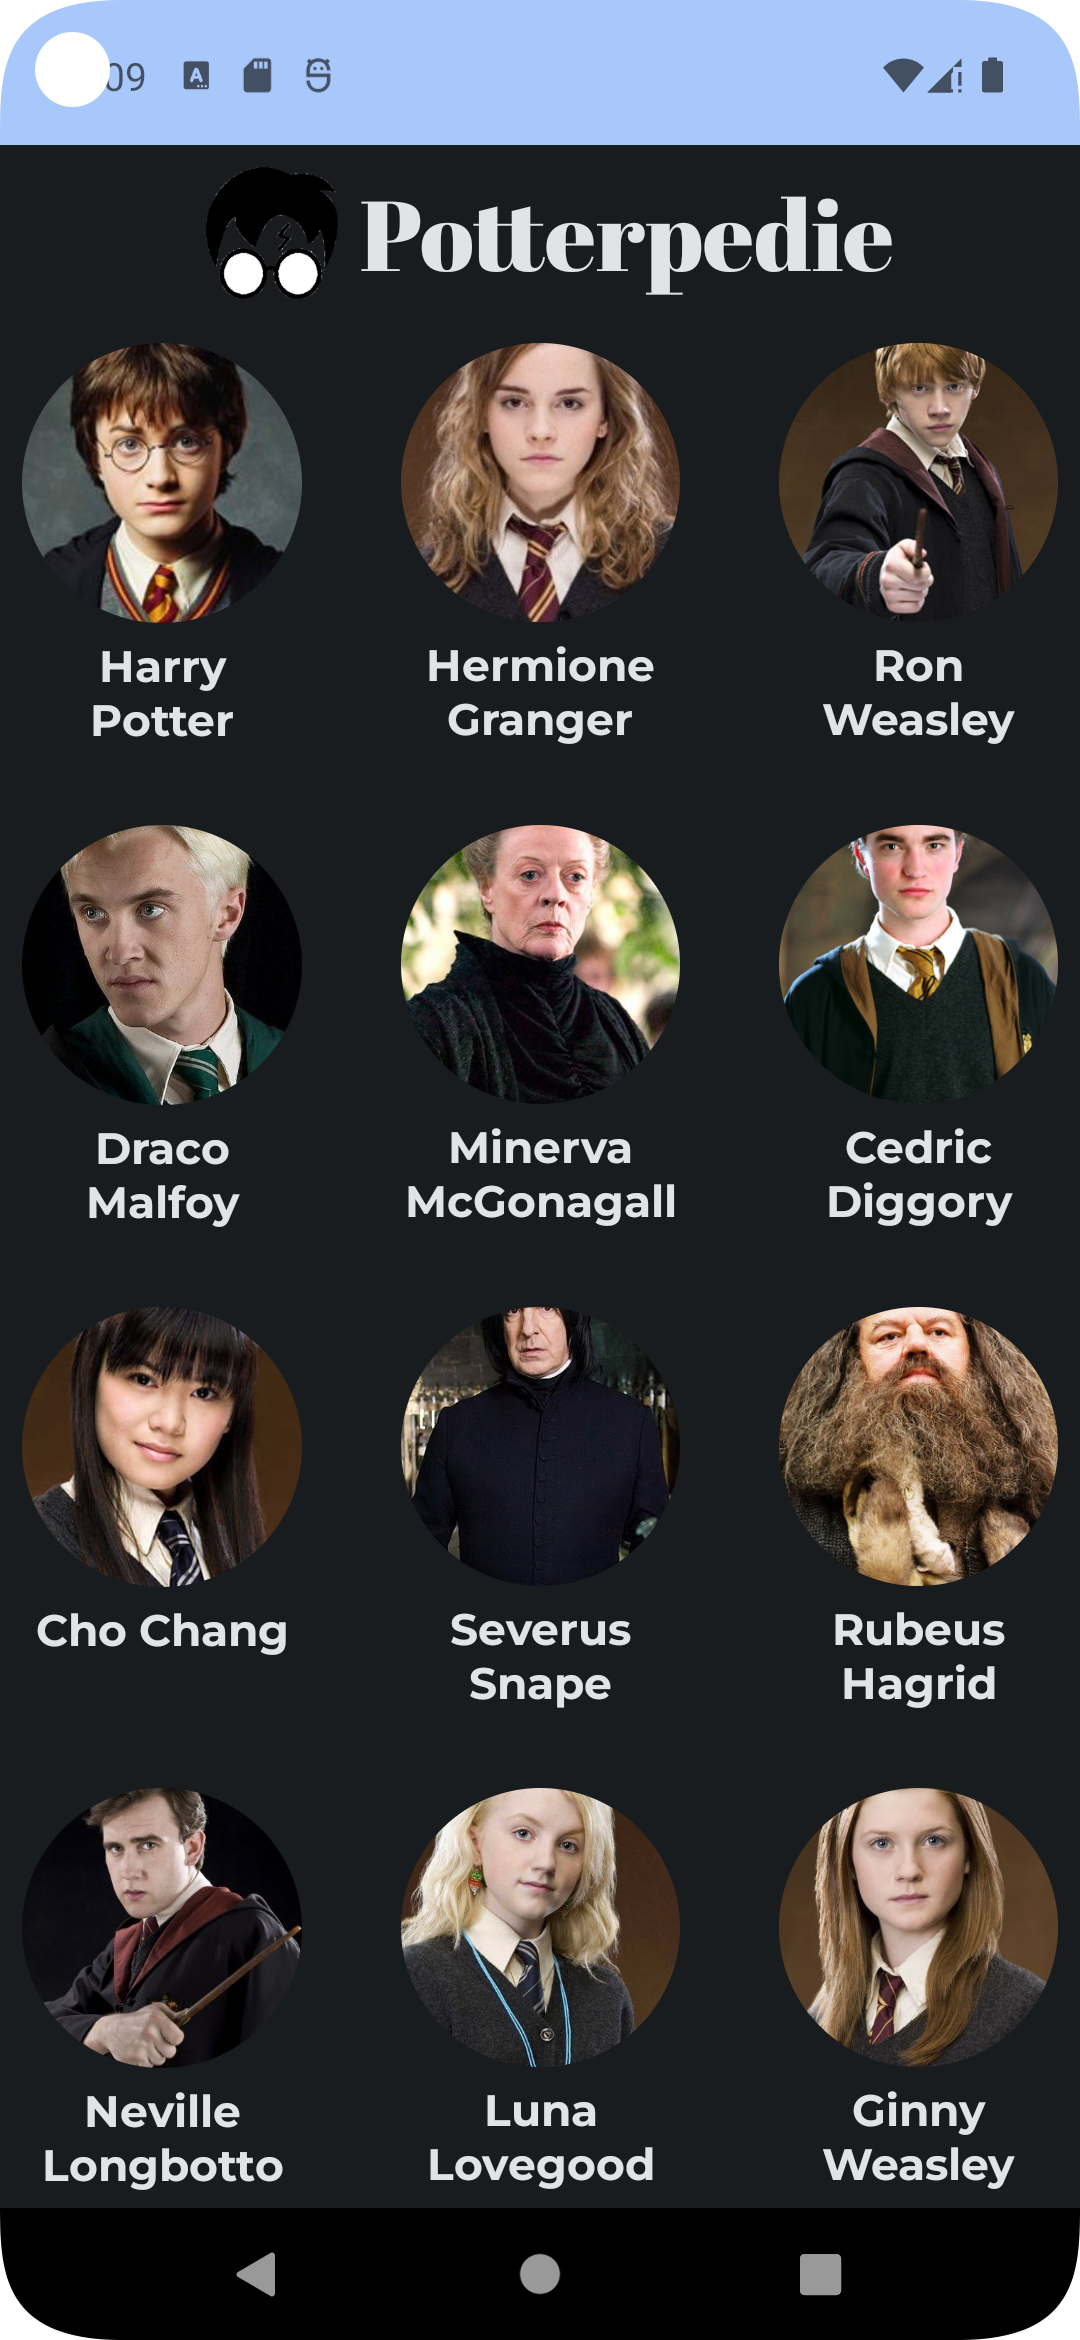 09
Potterpedie
Harry
Potter
Hermione
Granger
Ron
Weasley
Draco
Malfoy
Minerva
McGonagall
Cedric
Diggory
Cho Chang
Severus
Snape
Rubeus
Hagrid
Neville
Longbotto
Luna
Lovegood
Ginny
Weasley